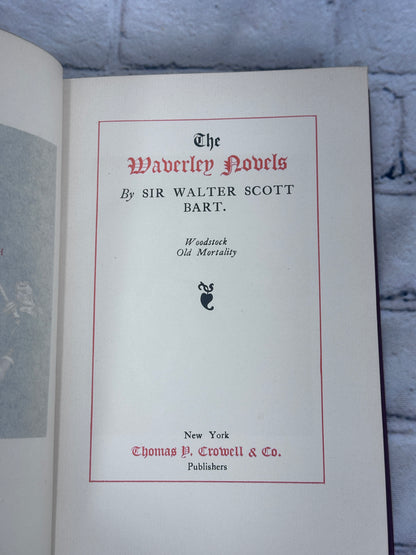 The
Waverley Novels
By SIR WALTER SCOTT
BART.
Woodstock
Old Mortality
New York
Thomas Y. Crowell & Co.
Publishers